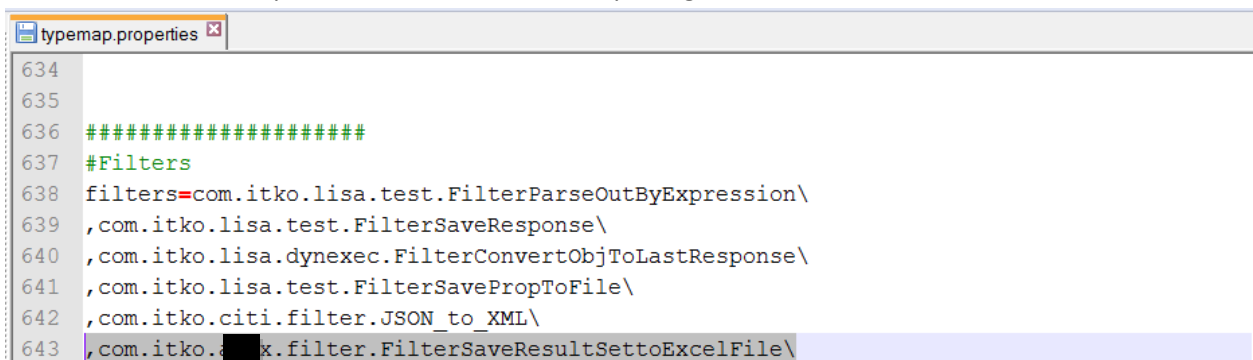 typemap.properties
634
635
636 #####################
637 #Filters
638 filters=com.itko.lisa.test.FilterParseOutByExpression\
639 ,com.itko.lisa.test.FilterSaveResponse\
640 ,com.itko.lisa.dynexec.FilterConvertObjToLastResponse\
641 ,com.itko.lisa.test.FilterSavePropToFile\
642 ,com.itko.citi.filter.JSON_to_XML\
643 ,com.itko. x.filter.FilterSaveResultSettoExcelFile\